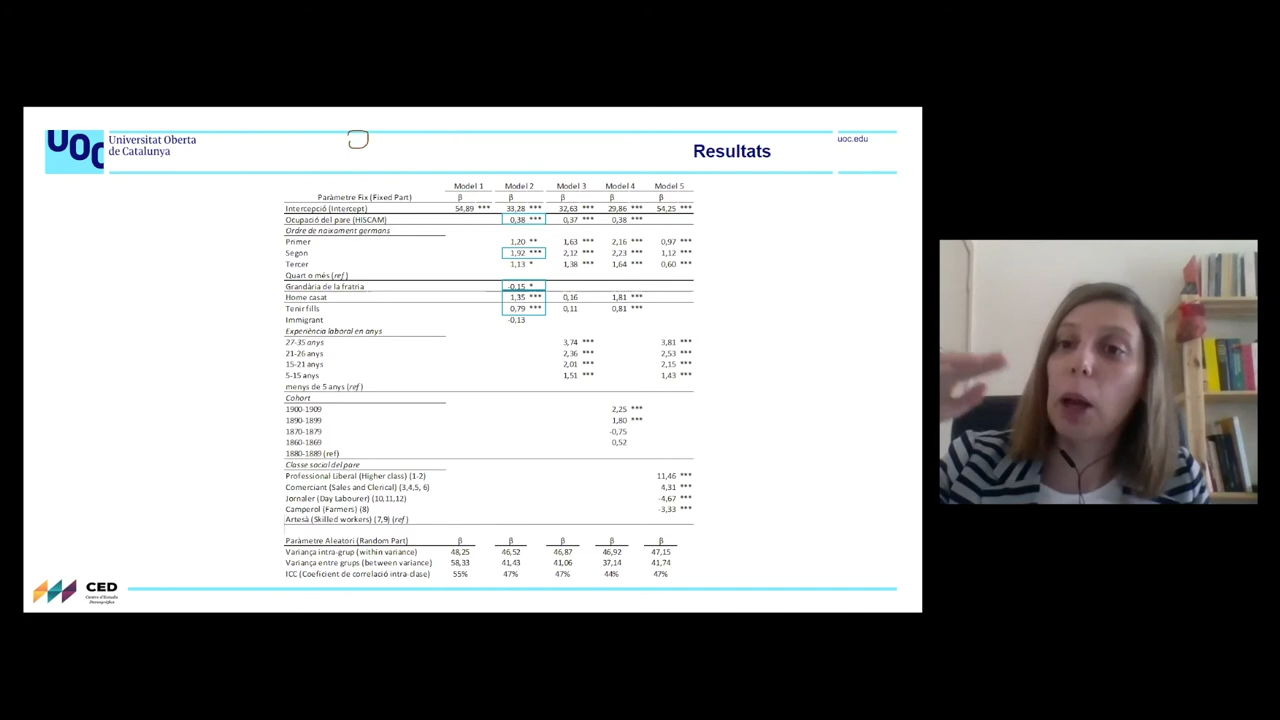 UOC
Universitat Oberta
de Catalunya
Resultats
uoc.edu
Model 1 Model 2 Model 3 Model 4 Model 5
Paràmetre Fix (Fixed Part) β β β β β
Intercepció (Intercept) 54,89 *** 33,28 *** 32,63 *** 29,86 *** 54,25 ***
Ocupació del pare (HISCAM) 0,38 *** 0,37 *** 0,38 ***
Ordre de naixament germans
Primer 1,20 ** 1,63 *** 2,16 *** 0,97 ***
Segon 1,92 *** 2,12 *** 2,23 *** 1,12 ***
Tercer 1,13 * 1,38 *** 1,64 *** 0,60 ***
Quart o més (ref)
Grandària de la fratria -0,15 *
Home casat 1,35 *** 0,16 1,81 ***
Tenir fills 0,79 *** 0,11 0,81 ***
Immigrant -0,13
Experiència laboral en anys
27-35 anys 3,74 *** 3,81 ***
21-26 anys 2,36 *** 2,53 ***
15-21 anys 2,01 *** 2,15 ***
5-15 anys 1,51 *** 1,43 ***
menys de 5 anys (ref)
Cohort
1900-1909 2,25 ***
1890-1899 1,80 ***
1870-1879 -0,75
1860-1869 0,52
1880-1889 (ref)
Classe social del pare
Professional Liberal (Higher class) (1-2) 11,46 ***
Comerciant (Sales and Clerical) (3,4,5, 6) 4,31 ***
Jornaler (Day Labourer) (10,11,12) -4,67 ***
Camperol (Farmers) (8) -3,33 ***
Artesà (Skilled workers) (7,9) (ref)
Paràmetre Aleatori (Random Part) β β β β β
Variança intra-grup (within variance) 48,25 46,52 46,87 46,92 47,15
Variança entre grups (between variance) 58,33 41,43 41,06 37,14 41,74
ICC (Coeficient de correlació intra-clase) 55% 47% 47% 44% 47%
CED
Centre d'Estudis
Demogràfics